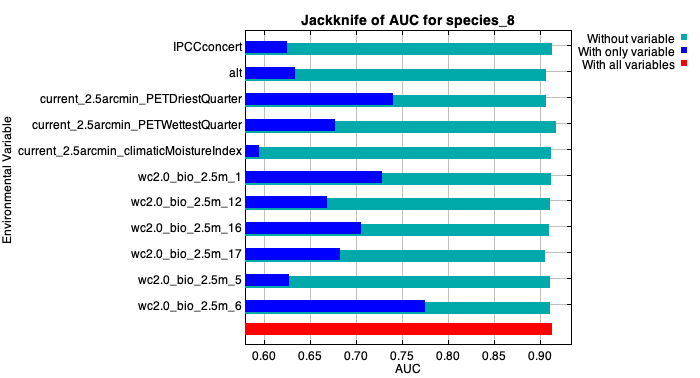 Jackknife of AUC for species_8
Without variable
With only variable
With all variables
Environmental Variable
IPCCconcert
alt
current_2.5arcmin_PETDriestQuarter
current_2.5arcmin_PETWettestQuarter
current_2.5arcmin_climaticMoistureIndex
wc2.0_bio_2.5m_1
wc2.0_bio_2.5m_12
wc2.0_bio_2.5m_16
wc2.0_bio_2.5m_17
wc2.0_bio_2.5m_5
wc2.0_bio_2.5m_6
0.60 0.65 0.70 0.75 0.80 0.85 0.90
AUC